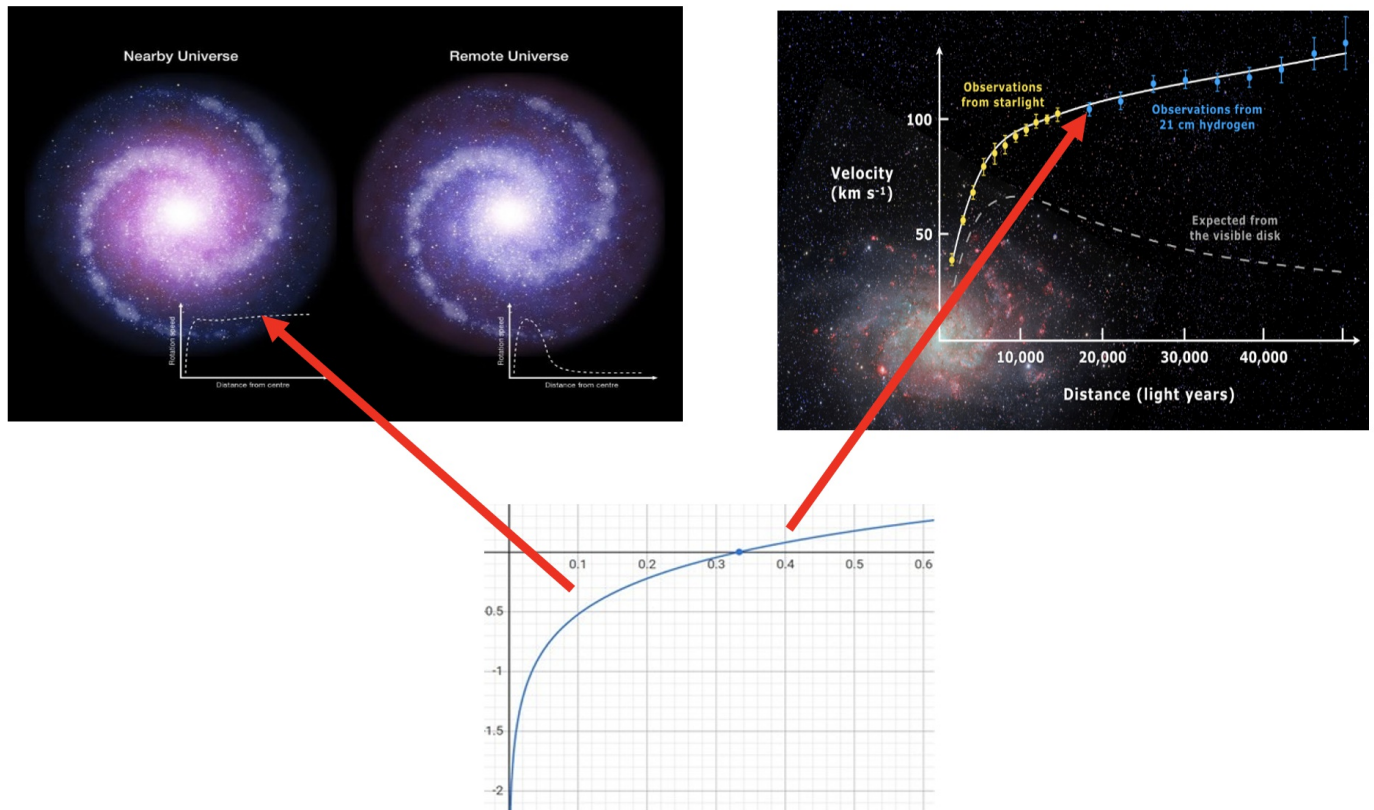 Nearby Universe
Remote Universe
Rotation speed
Distance from centre
Rotation speed
Distance from centre
Observations
from starlight
100
Observations from
21 cm hydrogen
Velocity
(km s-1)
Expected from
the visible disk
50
10,000
20,000
30,000
40,000
Distance (light years)
0.1
0.2
0.3
0.4
0.5
0.6
0.5
-1
-1.5
-2